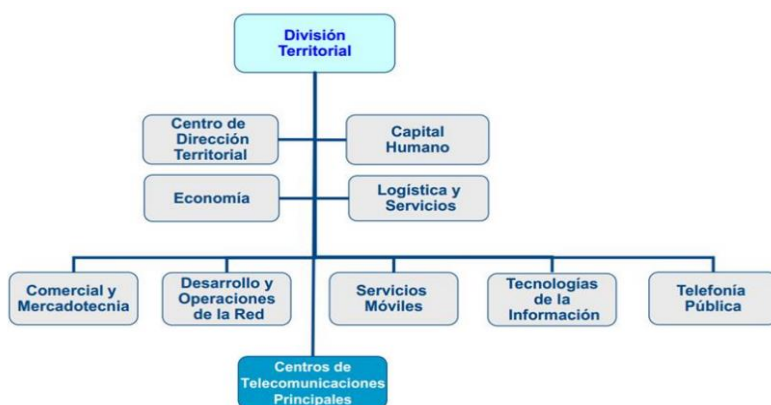 División
Territorial
Centro de
Dirección
Territorial
Capital
Humano
Economía
Logística y
Servicios
Comercial y
Mercadotecnia
Desarrollo y
Operaciones
de la Red
Servicios
Móviles
Tecnologías
de la
Información
Telefonía
Pública
Centros de
Telecomunicaciones
Principales